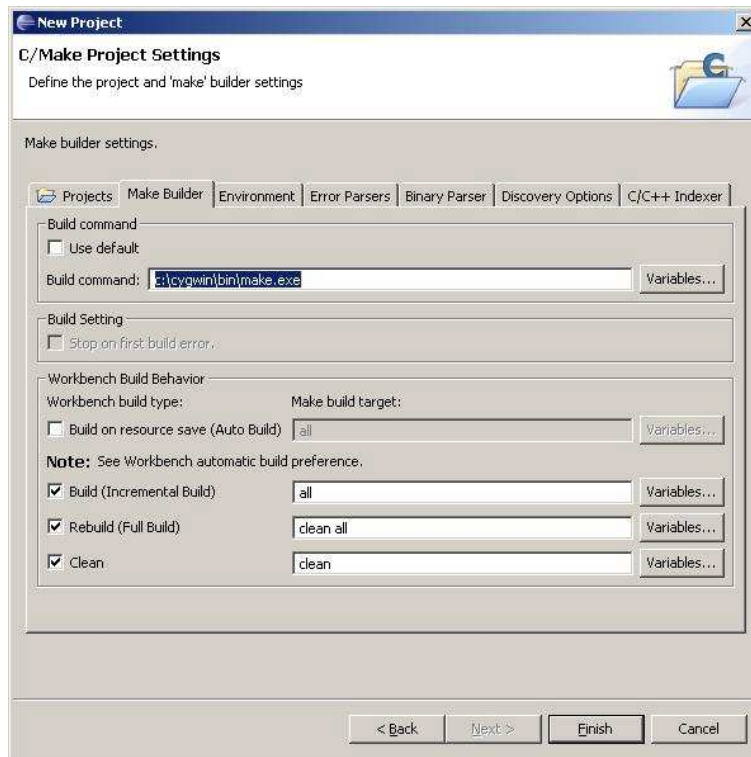 New Project
C/Make Project Settings
Define the project and 'make' builder settings
C
Make builder settings.
Projects Make Builder Environment Error Parsers Binary Parser Discovery Options C/C++ Indexer
Build command
Use default
Build command: c:\cygwin\bin\make.exe Variables...
Build Setting
Stop on first build error.
Workbench Build Behavior
Workbench build type: Make build target:
Build on resource save (Auto Build) all Variables...
Note: See Workbench automatic build preference.
Build (Incremental Build) all Variables...
Rebuild (Full Build) clean all Variables...
Clean clean Variables...
< Back Next > Finish Cancel